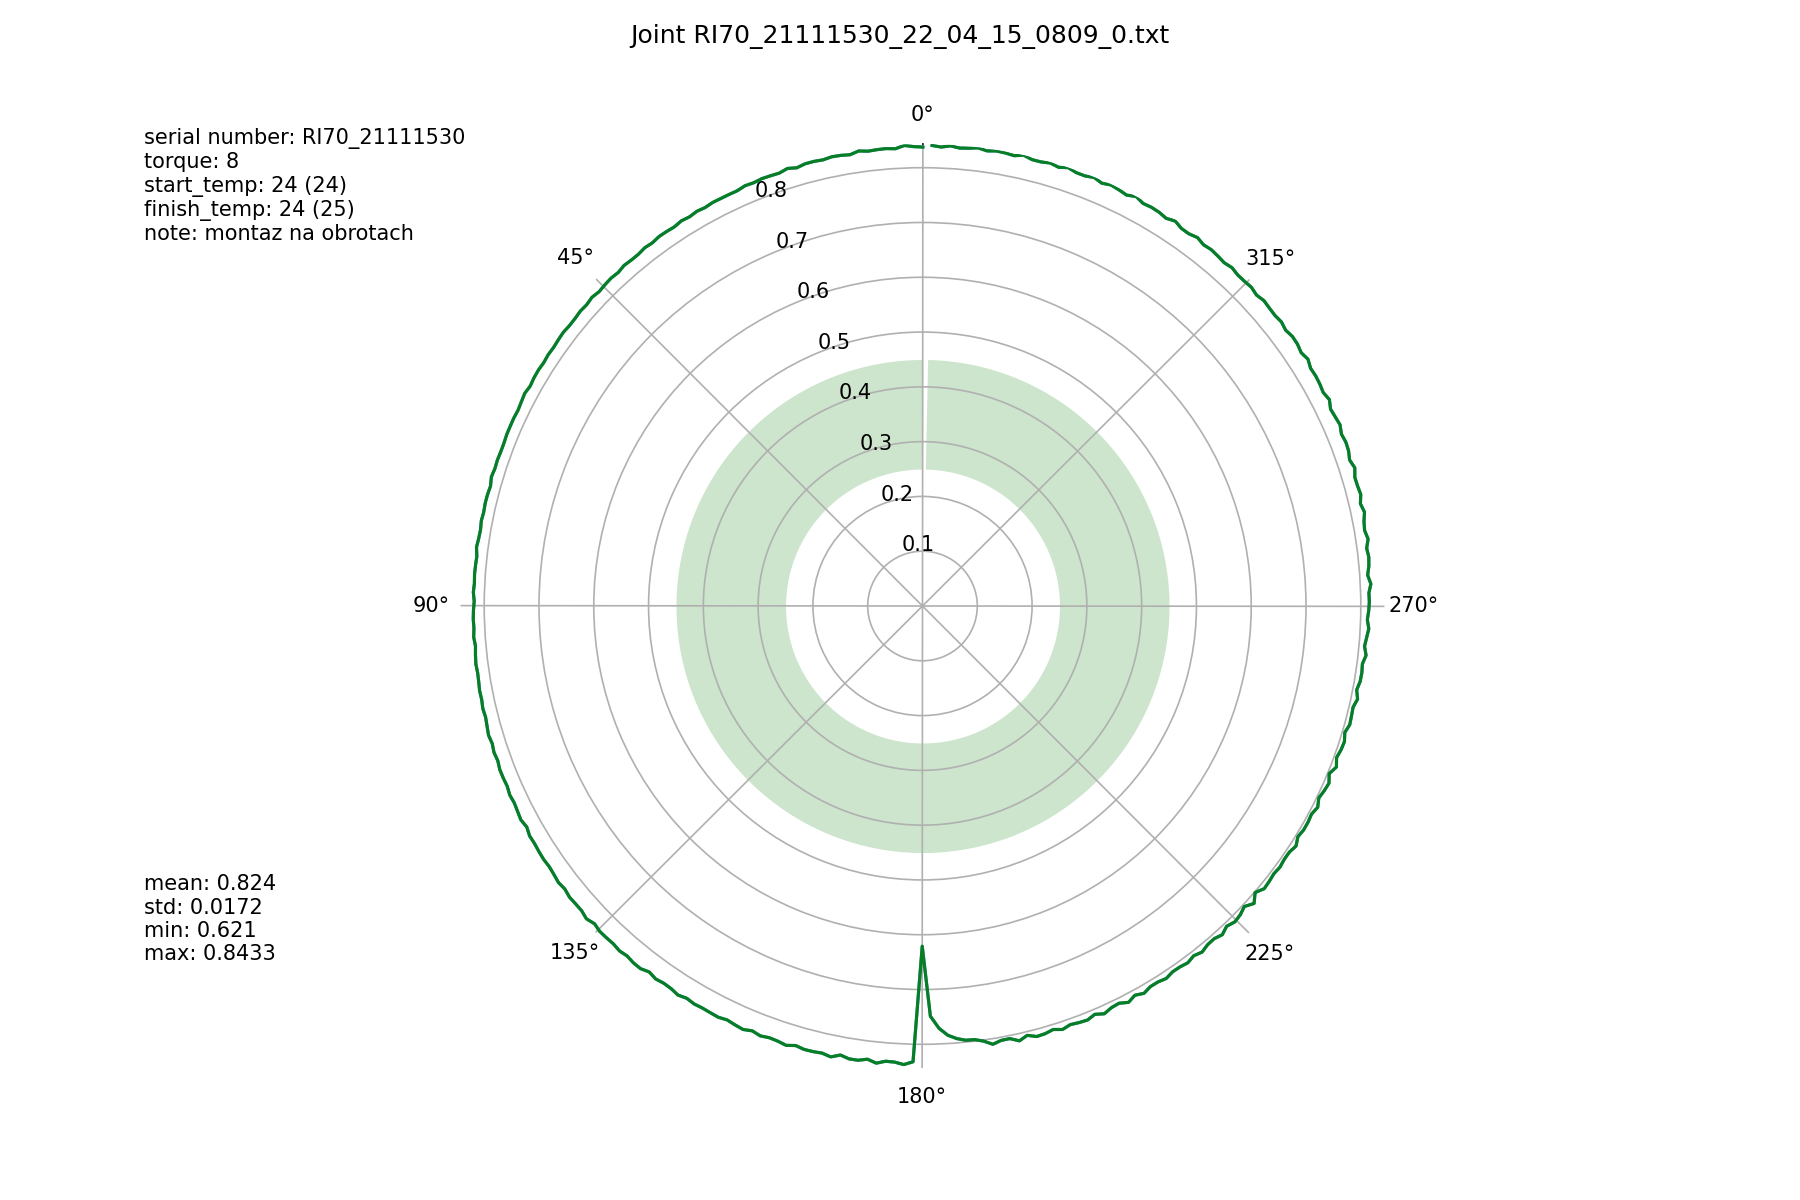 Joint RI70_21111530_22_04_15_0809_0.txt
serial number: RI70_21111530
torque: 8
start_temp: 24 (24)
finish_temp: 24 (25)
note: montaz na obrotach
0°
45°
315°
0.8
0.7
0.6
0.5
0.4
0.3
0.2
0.1
90°
270°
mean: 0.824
std: 0.0172
min: 0.621
max: 0.8433
135°
225°
180°